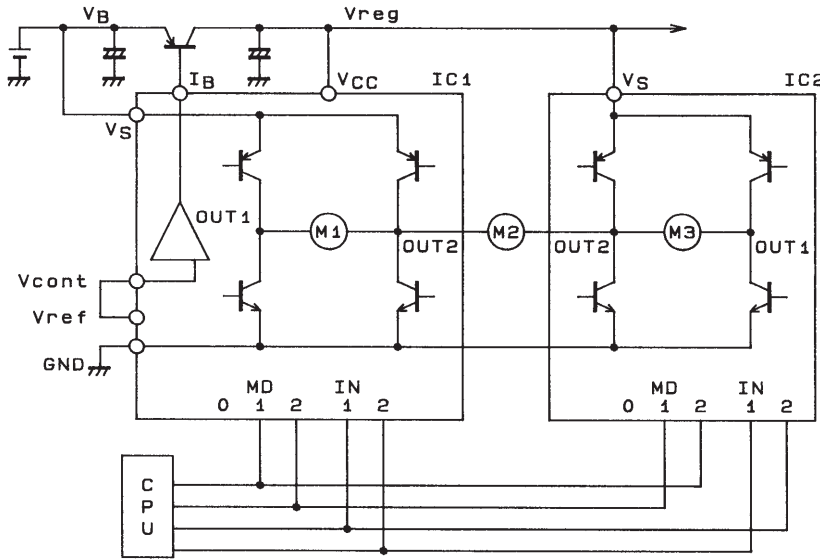 VB Vreg
IB VCC IC1 VS IC2
VS
OUT1 M1 OUT2 M2 OUT2 M3 OUT1
Vcont
Vref
GND
MD IN MD IN
0 1 2 1 2 0 1 2 1 2
C
P
U